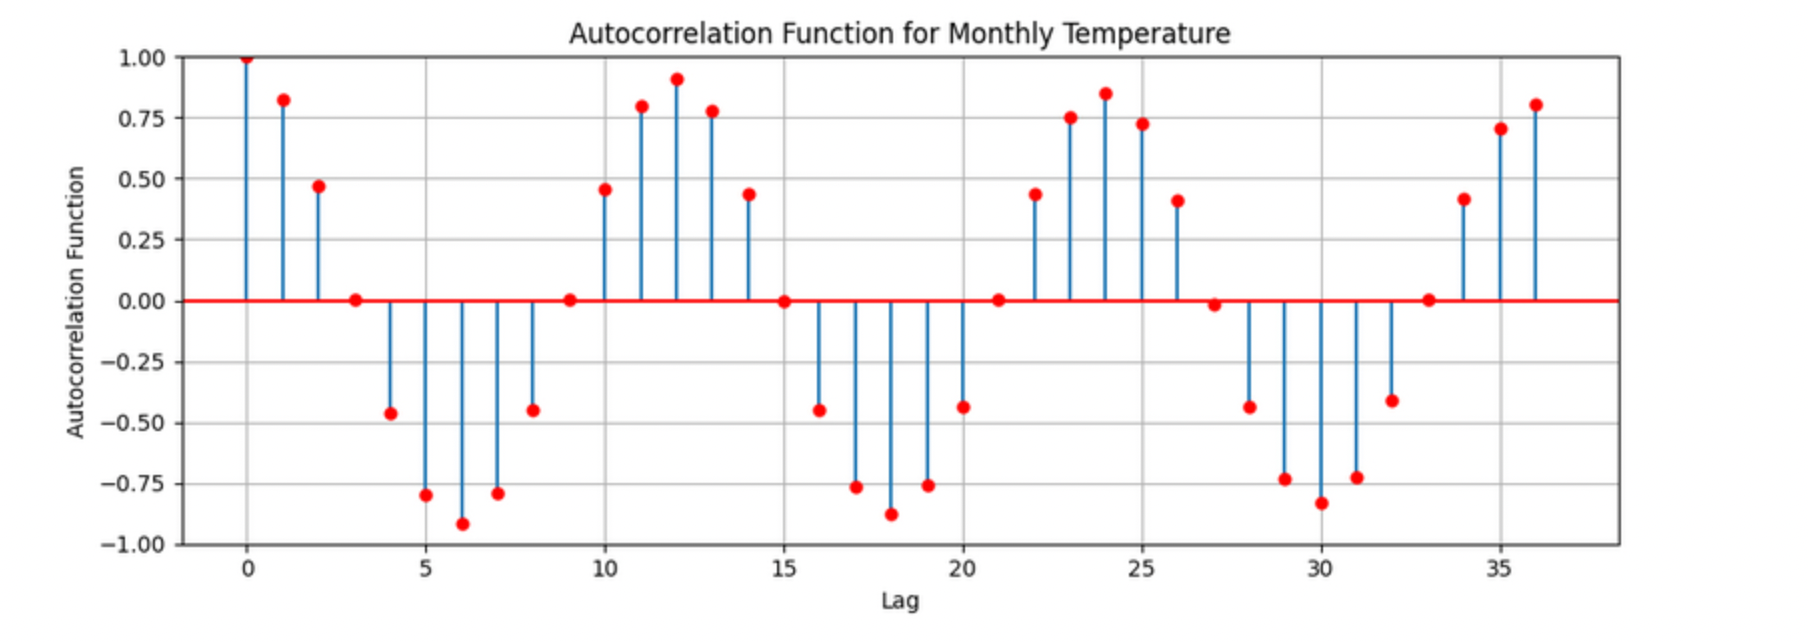 Autocorrelation Function for Monthly Temperature
1.00
0.75
0.50
0.25
0.00
−0.25
−0.50
−0.75
−1.00
Autocorrelation Function
0 5 10 15 20 25 30 35
Lag